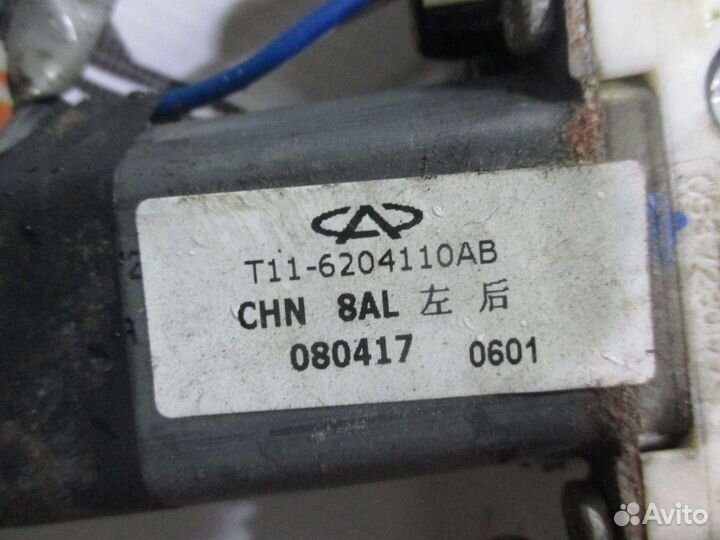 T11-6204110AB
CHN 8AL 左后
080417 0601
Avito